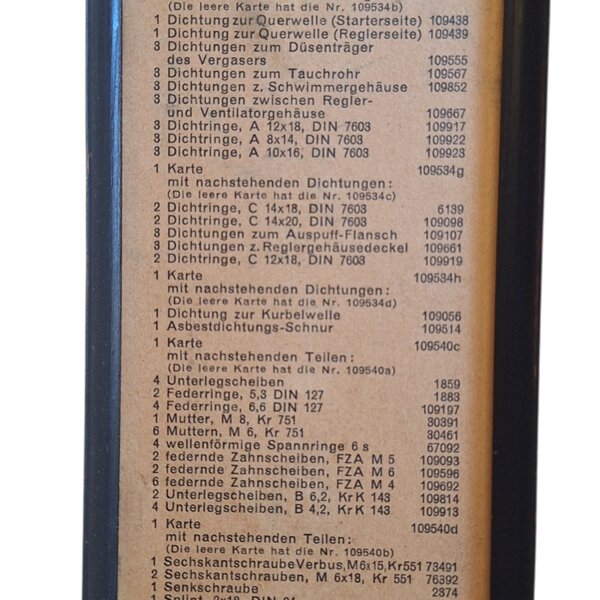 (Die leere Karte hat die Nr. 109534b)
1 Dichtung zur Querwelle (Starterseite) 109438
1 Dichtung zur Querwelle (Reglerseite) 109439
3 Dichtungen zum Düsenträger
des Vergasers 109555
3 Dichtungen zum Tauchrohr 109567
3 Dichtungen z. Schwimmergehäuse 109852
3 Dichtungen zwischen Regler-
und Ventilatorgehäuse 109667
3 Dichtringe, A 12x18, DIN 7603 109917
3 Dichtringe, A 8x14, DIN 7603 109922
3 Dichtringe, A 10x16, DIN 7603 109923
1 Karte 109534g
mit nachstehenden Dichtungen:
(Die leere Karte hat die Nr. 109534c)
2 Dichtringe, C 14x18, DIN 7603 6139
2 Dichtringe, C 14x20, DIN 7603 109098
3 Dichtungen zum Auspuff-Flansch 109107
3 Dichtungen z. Reglergehäusedeckel 109661
2 Dichtringe, C 12x18, DIN 7603 109919
1 Karte 109534h
mit nachstehenden Dichtungen:
(Die leere Karte hat die Nr. 109534d)
1 Dichtung zur Kurbelwelle 109056
1 Asbestdichtungs-Schnur 109514
1 Karte 109540c
mit nachstehenden Teilen:
(Die leere Karte hat die Nr. 109540a)
4 Unterlegscheiben 1859
2 Federringe, 5,3 DIN 127 1883
4 Federringe, 6,6 DIN 127 109197
1 Mutter, M 8, Kr 751 30391
6 Muttern, M 6, Kr 751 30461
4 wellenförmige Spannringe 6 s 67092
2 federnde Zahnscheiben, FZA M 5 109093
2 federnde Zahnscheiben, FZA M 6 109596
6 federnde Zahnscheiben, FZA M 4 109692
2 Unterlegscheiben, B 6,2, Kr K 143 109814
4 Unterlegscheiben, B 4,2, Kr K 143 109913
1 Karte 109540d
mit nachstehenden Teilen:
(Die leere Karte hat die Nr. 109540b)
1 Sechskantschraube Verbus, M6x15, Kr551 73491
2 Sechskantschrauben, M 6x18, Kr 551 76392
1 Senkschraube 2374
1 Splint, 2x18, DIN 94